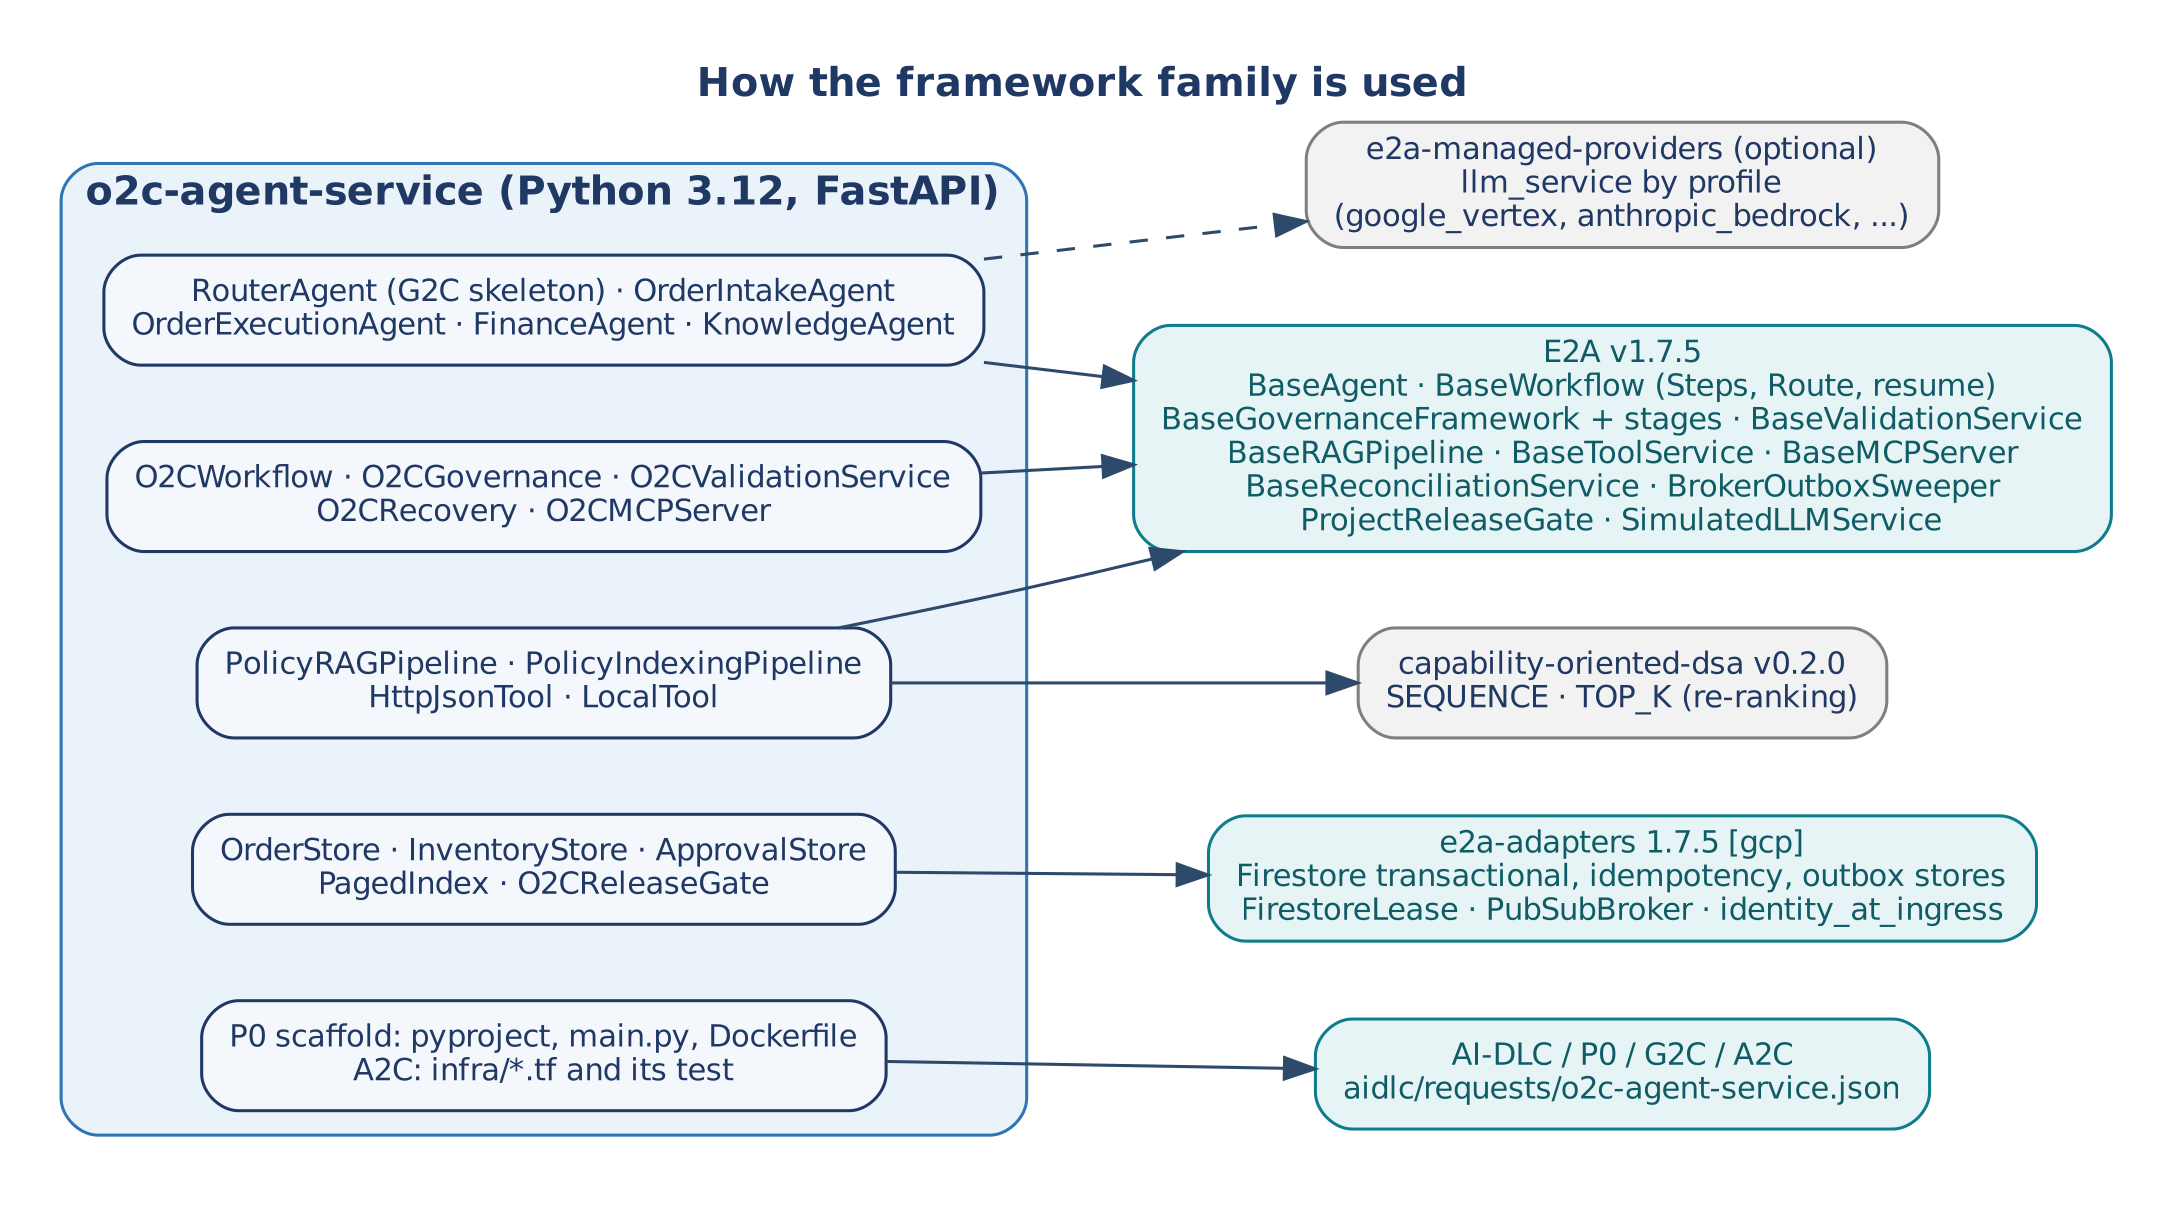 How the framework family is used
o2c-agent-service (Python 3.12, FastAPI)
RouterAgent (G2C skeleton) · OrderIntakeAgent
OrderExecutionAgent · FinanceAgent · KnowledgeAgent
O2CWorkflow · O2CGovernance · O2CValidationService
O2CRecovery · O2CMCPServer
PolicyRAGPipeline · PolicyIndexingPipeline
HttpJsonTool · LocalTool
OrderStore · InventoryStore · ApprovalStore
PagedIndex · O2CReleaseGate
P0 scaffold: pyproject, main.py, Dockerfile
A2C: infra/*.tf and its test
e2a-managed-providers (optional)
llm_service by profile
(google_vertex, anthropic_bedrock, ...)
E2A v1.7.5
BaseAgent · BaseWorkflow (Steps, Route, resume)
BaseGovernanceFramework + stages · BaseValidationService
BaseRAGPipeline · BaseToolService · BaseMCPServer
BaseReconciliationService · BrokerOutboxSweeper
ProjectReleaseGate · SimulatedLLMService
capability-oriented-dsa v0.2.0
SEQUENCE · TOP_K (re-ranking)
e2a-adapters 1.7.5 [gcp]
Firestore transactional, idempotency, outbox stores
FirestoreLease · PubSubBroker · identity_at_ingress
AI-DLC / P0 / G2C / A2C
aidlc/requests/o2c-agent-service.json